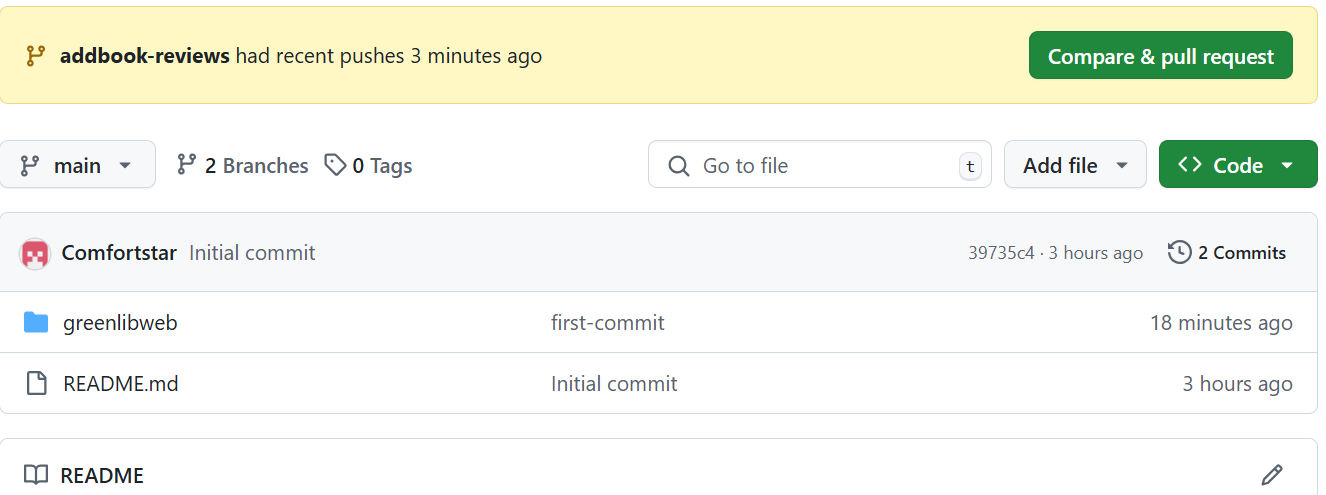 addbook-reviews had recent pushes 3 minutes ago
Compare & pull request
main 2 Branches 0 Tags Go to file t Add file Code
Comfortstar Initial commit 39735c4 · 3 hours ago 2 Commits
greenlibweb first-commit 18 minutes ago
README.md Initial commit 3 hours ago
README